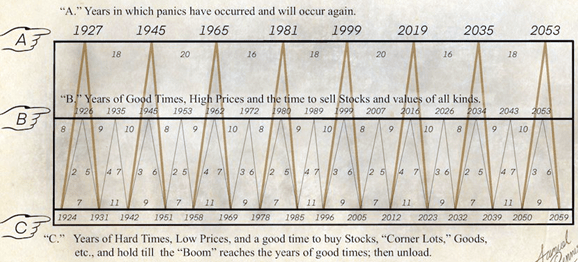 "A." Years in which panics have occurred and will occur again.
A 1927 1945 1965 1981 1999 2019 2035 2053
18 20 16 18 20 16 18
"B." Years of Good Times, High Prices and the time to sell Stocks and values of all kinds.
B 1926 1935 1945 1953 1962 1972 1980 1989 1999 2007 2016 2026 2034 2043 2053
8 9 10 8 9 10 8 9 10 8 9 10 8 9 10
2 5 4 7 3 6 2 5 4 7 3 6 2 5 4 7 3 6 2 5 4 7 3 6 2 5 4 7 3 6
7 11 9 7 11 9 7 11 9 7 11 9 7 11 9
C 1924 1931 1942 1951 1958 1969 1978 1985 1996 2005 2012 2023 2032 2039 2050 2059
"C." Years of Hard Times, Low Prices, and a good time to buy Stocks, "Corner Lots," Goods,
etc., and hold till the "Boom" reaches the years of good times; then unload.